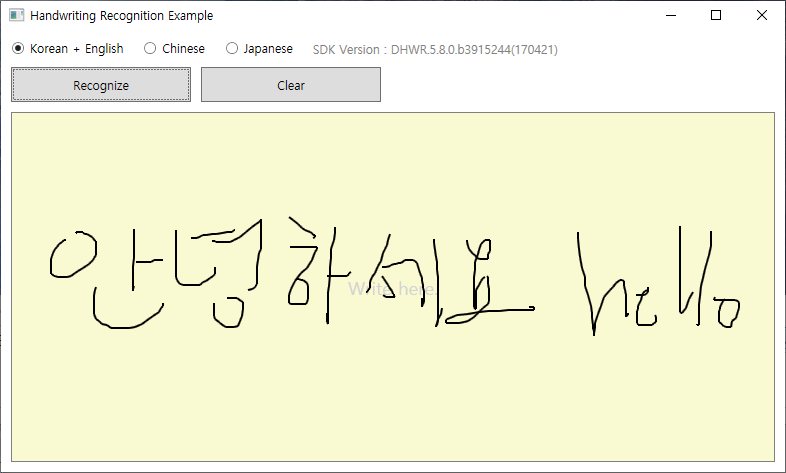 Handwriting Recognition Example
Korean + English Chinese Japanese SDK Version : DHWR.5.8.0.b3915244(170421)
Recognize Clear
안녕하세요 hello
Write here.